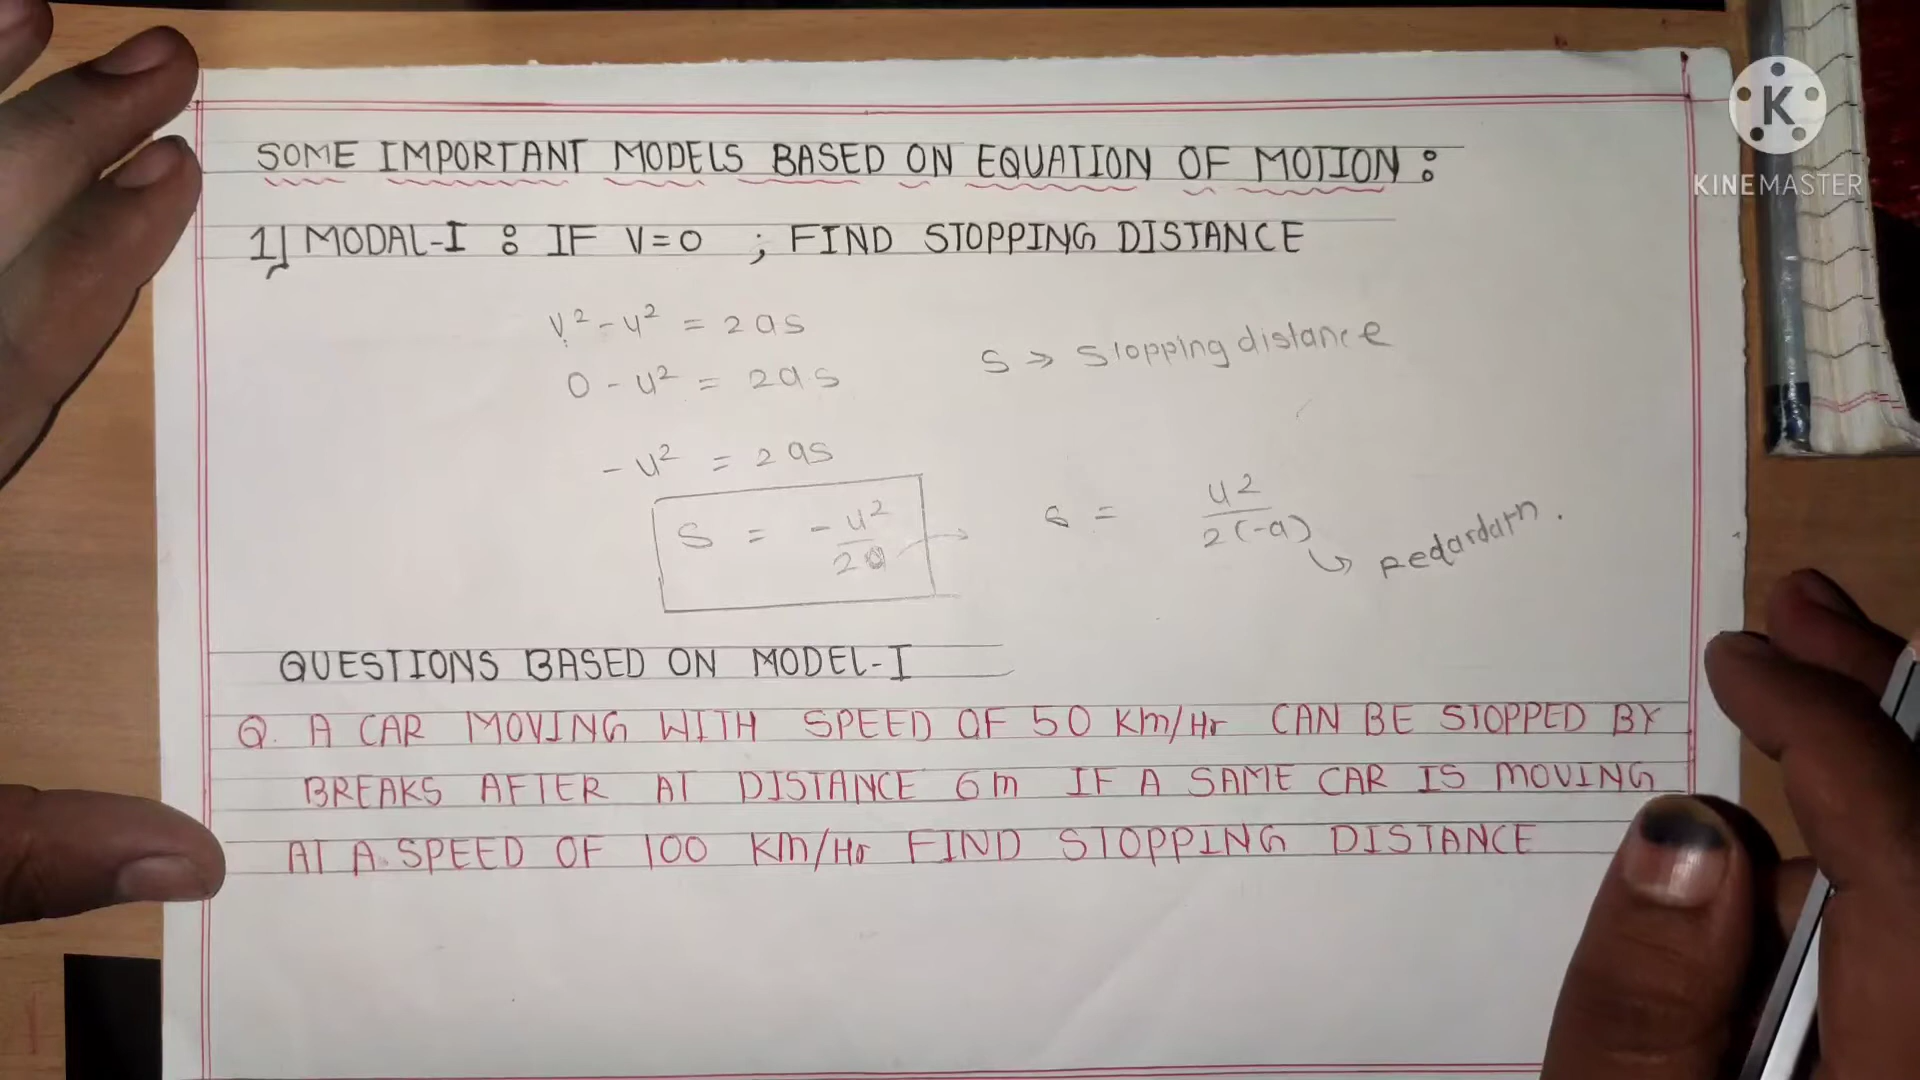 SOME IMPORTANT MODELS BASED ON EQUATION OF MOTION :
1] MODAL-I : IF V=0 ; FIND STOPPING DISTANCE
v² - u² = 2as
0 - u² = 2as
S → Stopping distance
- u² = 2as
S = -u²/2a
s = u²/2(-a)
QUESTIONS BASED ON MODEL-I
Q. A CAR MOVING WITH SPEED OF 50 Km/Hr CAN BE STOPPED BY
BREAKS AFTER AT DISTANCE 6m IF A SAME CAR IS MOVING
AT A SPEED OF 100 Km/Hr FIND STOPPING DISTANCE
K
KINEMASTER